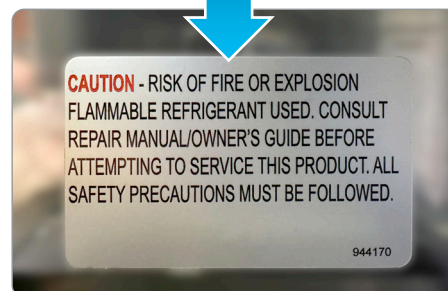 CAUTION - RISK OF FIRE OR EXPLOSION
FLAMMABLE REFRIGERANT USED. CONSULT
REPAIR MANUAL/OWNER'S GUIDE BEFORE
ATTEMPTING TO SERVICE THIS PRODUCT. ALL
SAFETY PRECAUTIONS MUST BE FOLLOWED.
944170